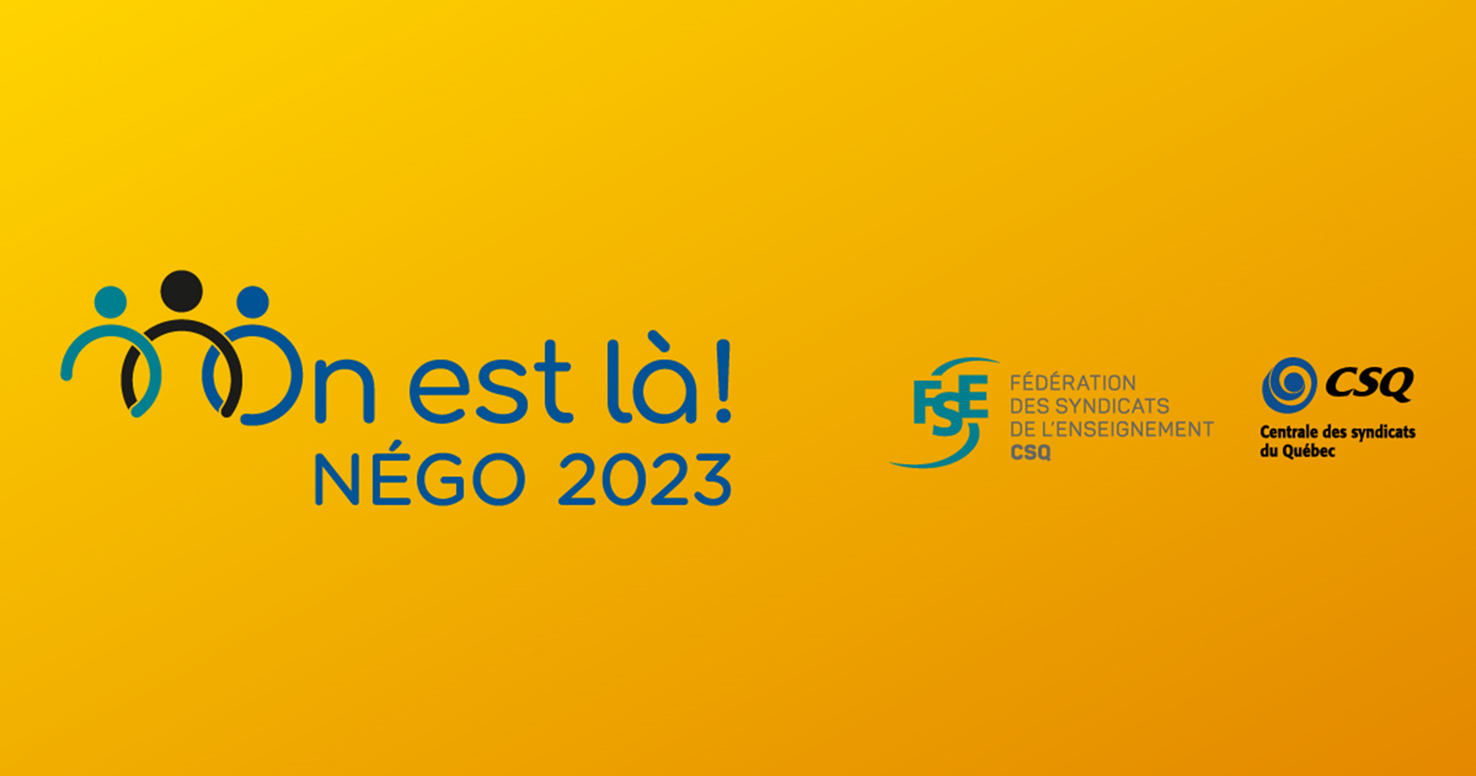 On est là!
NÉGO 2023
FSE
FÉDÉRATION
DES SYNDICATS
DE L'ENSEIGNEMENT
CSQ
CSQ
Centrale des syndicats
du Québec